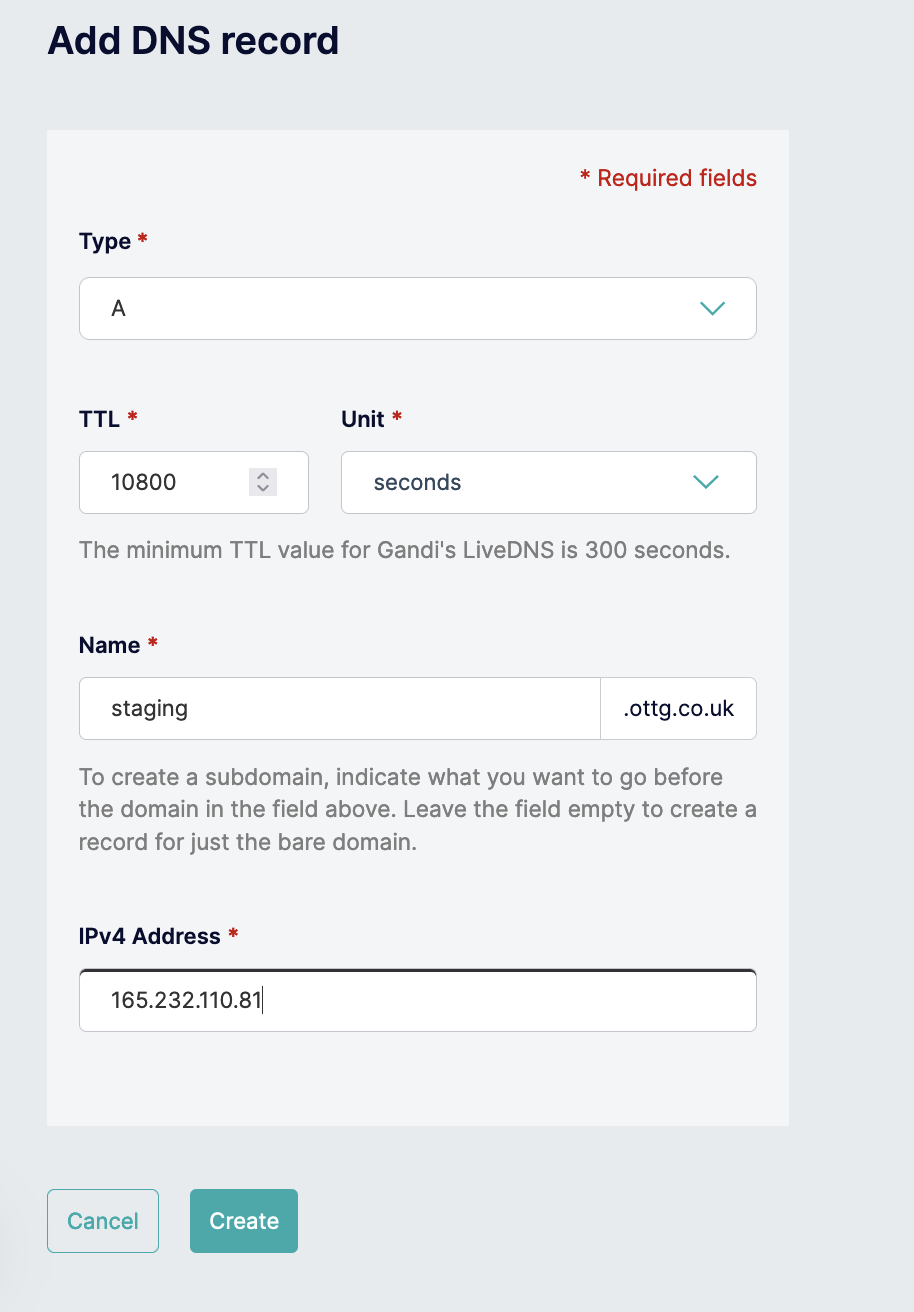 Add DNS record
* Required fields
Type *
A
TTL * Unit *
10800 seconds
The minimum TTL value for Gandi's LiveDNS is 300 seconds.
Name *
staging .ottg.co.uk
To create a subdomain, indicate what you want to go before
the domain in the field above. Leave the field empty to create a
record for just the bare domain.
IPv4 Address *
165.232.110.81
Cancel Create